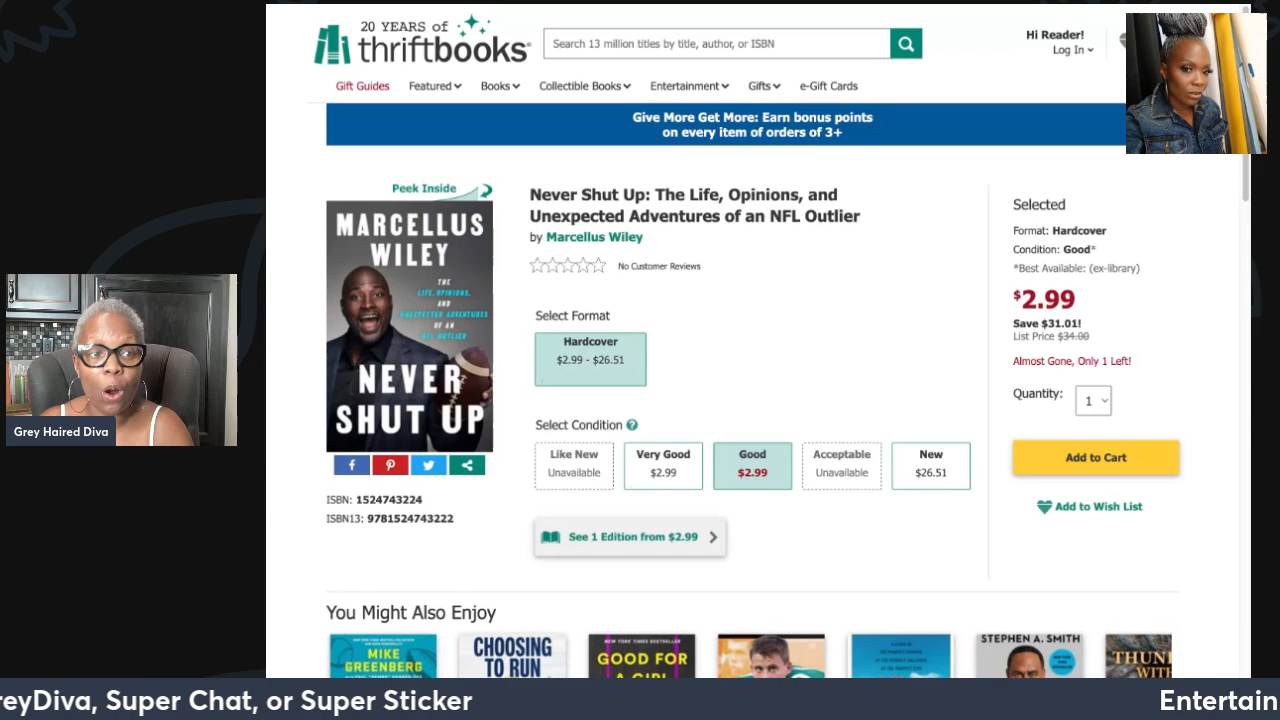 20 YEARS OF
thriftbooks
Search 13 million titles by title, author, or ISBN
Hi Reader!
Log In
Gift Guides Featured Books Collectible Books Entertainment Gifts e-Gift Cards
Give More Get More: Earn bonus points
on every item of orders of 3+
Peek Inside
MARCELLUS
WILEY
THE
LIFE, OPINIONS,
AND
UNEXPECTED ADVENTURES
OF AN
NFL OUTLIER
NEVER
SHUT UP
ISBN: 1524743224
ISBN13: 9781524743222
Never Shut Up: The Life, Opinions, and
Unexpected Adventures of an NFL Outlier
by Marcellus Wiley
No Customer Reviews
Select Format
Hardcover
$2.99 - $26.51
Select Condition ?
Like New
Unavailable
Very Good
$2.99
Good
$2.99
Acceptable
Unavailable
New
$26.51
See 1 Edition from $2.99
Selected
Format: Hardcover
Condition: Good*
*Best Available: (ex-library)
$2.99
Save $31.01!
List Price $34.00
Almost Gone, Only 1 Left!
Quantity: 1
Add to Cart
Add to Wish List
Grey Haired Diva
You Might Also Enjoy
MIKE
GREENBERG
CHOOSING
TO RUN
NEW YORK TIMES BESTSELLER
GOOD FOR
A GIRL
STEPHEN A. SMITH
reyDiva, Super Chat, or Super Sticker
Entertain